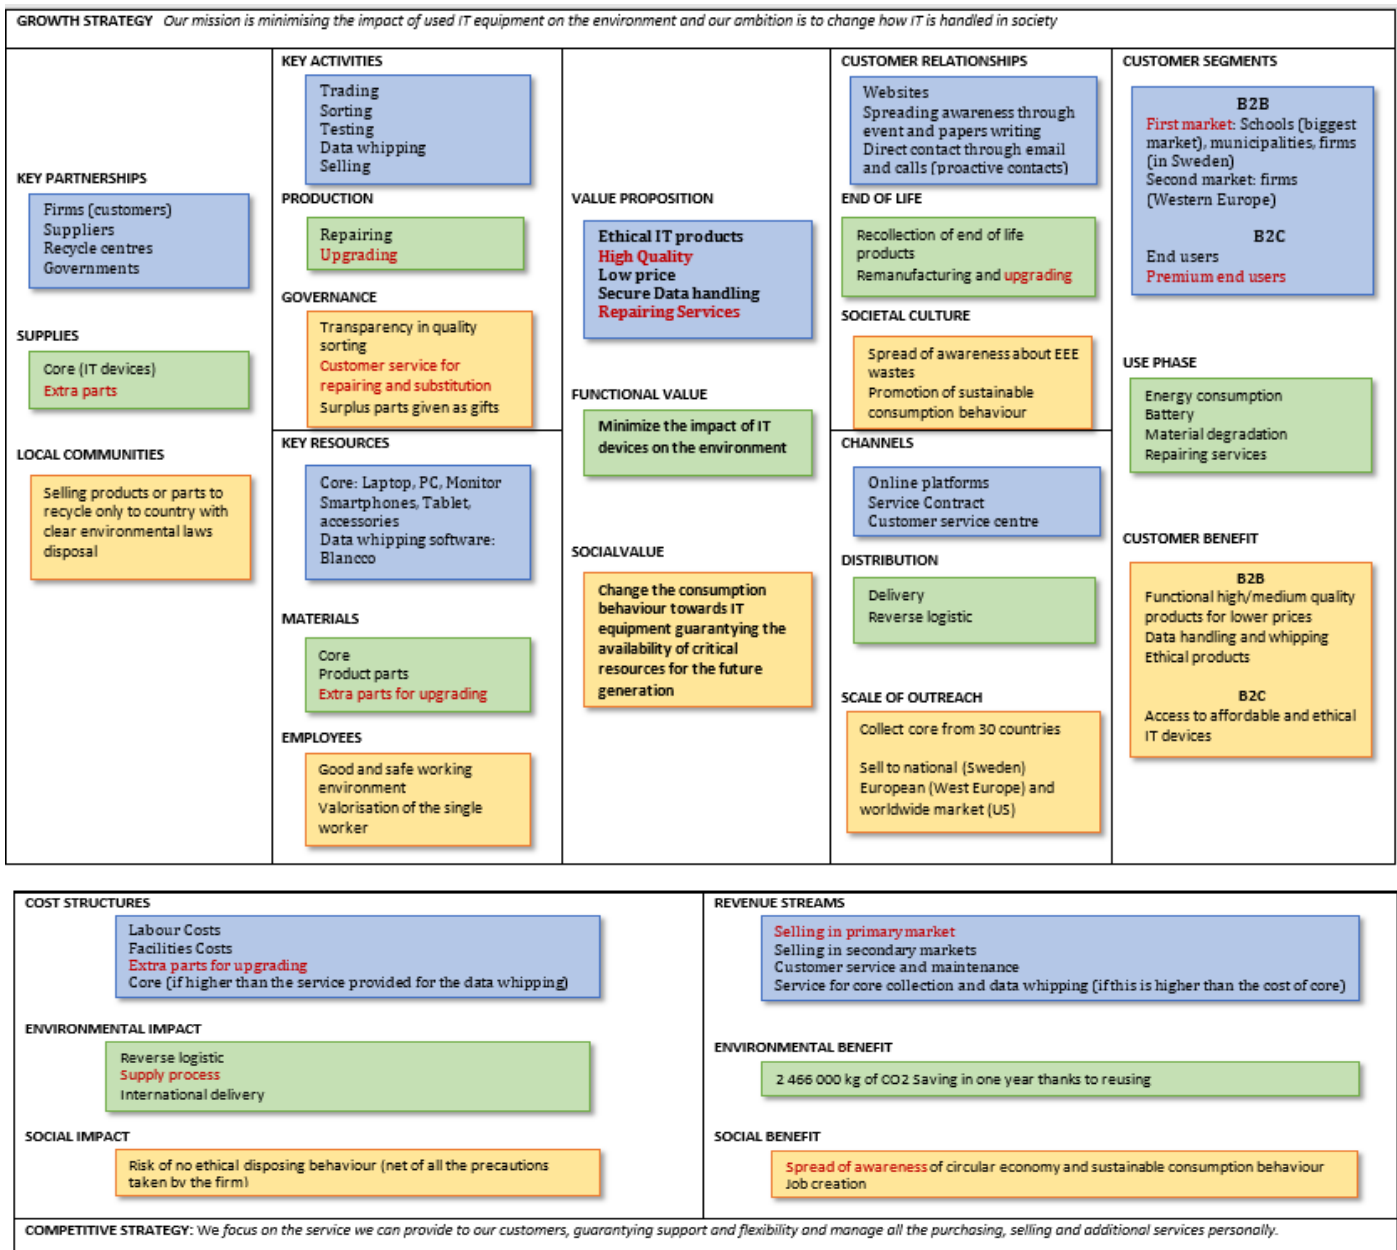 GROWTH STRATEGY Our mission is minimising the impact of used IT equipment on the environment and our ambition is to change how IT is handled in society
KEY PARTNERSHIPS
Firms (customers)
Suppliers
Recycle centres
Governments
SUPPLIES
Core (IT devices)
Extra parts
LOCAL COMMUNITIES
Selling products or parts to
recycle only to country with
clear environmental laws
disposal
KEY ACTIVITIES
Trading
Sorting
Testing
Data whipping
Selling
PRODUCTION
Repairing
Upgrading
GOVERNANCE
Transparency in quality
sorting
Customer service for
repairing and substitution
Surplus parts given as gifts
KEY RESOURCES
Core: Laptop, PC, Monitor
Smartphones, Tablet,
accessories
Data whipping software:
Blancco
MATERIALS
Core
Product parts
Extra parts for upgrading
EMPLOYEES
Good and safe working
environment
Valorisation of the single
worker
VALUE PROPOSITION
Ethical IT products
High Quality
Low price
Secure Data handling
Repairing Services
FUNCTIONAL VALUE
Minimize the impact of IT
devices on the environment
SOCIALVALUE
Change the consumption
behaviour towards IT
equipment guarantying the
availability of critical
resources for the future
generation
CUSTOMER RELATIONSHIPS
Websites
Spreading awareness through
event and papers writing
Direct contact through email
and calls (proactive contacts)
END OF LIFE
Recollection of end of life
products
Remanufacturing and upgrading
SOCIETAL CULTURE
Spread of awareness about EEE
wastes
Promotion of sustainable
consumption behaviour
CHANNELS
Online platforms
Service Contract
Customer service centre
DISTRIBUTION
Delivery
Reverse logistic
SCALE OF OUTREACH
Collect core from 30 countries
Sell to national (Sweden)
European (West Europe) and
worldwide market (US)
CUSTOMER SEGMENTS
B2B
First market: Schools (biggest
market), municipalities, firms
(in Sweden)
Second market: firms
(Western Europe)
B2C
End users
Premium end users
USE PHASE
Energy consumption
Battery
Material degradation
Repairing services
CUSTOMER BENEFIT
B2B
Functional high/medium quality
products for lower prices
Data handling and whipping
Ethical products
B2C
Access to affordable and ethical
IT devices
COST STRUCTURES
Labour Costs
Facilities Costs
Extra parts for upgrading
Core (if higher than the service provided for the data whipping)
ENVIRONMENTAL IMPACT
Reverse logistic
Supply process
International delivery
SOCIAL IMPACT
Risk of no ethical disposing behaviour (net of all the precautions
taken by the firm)
REVENUE STREAMS
Selling in primary market
Selling in secondary markets
Customer service and maintenance
Service for core collection and data whipping (if this is higher than the cost of core)
ENVIRONMENTAL BENEFIT
2 466 000 kg of CO2 Saving in one year thanks to reusing
SOCIAL BENEFIT
Spread of awareness of circular economy and sustainable consumption behaviour
Job creation
COMPETITIVE STRATEGY: We focus on the service we can provide to our customers, guarantying support and flexibility and manage all the purchasing, selling and additional services personally.